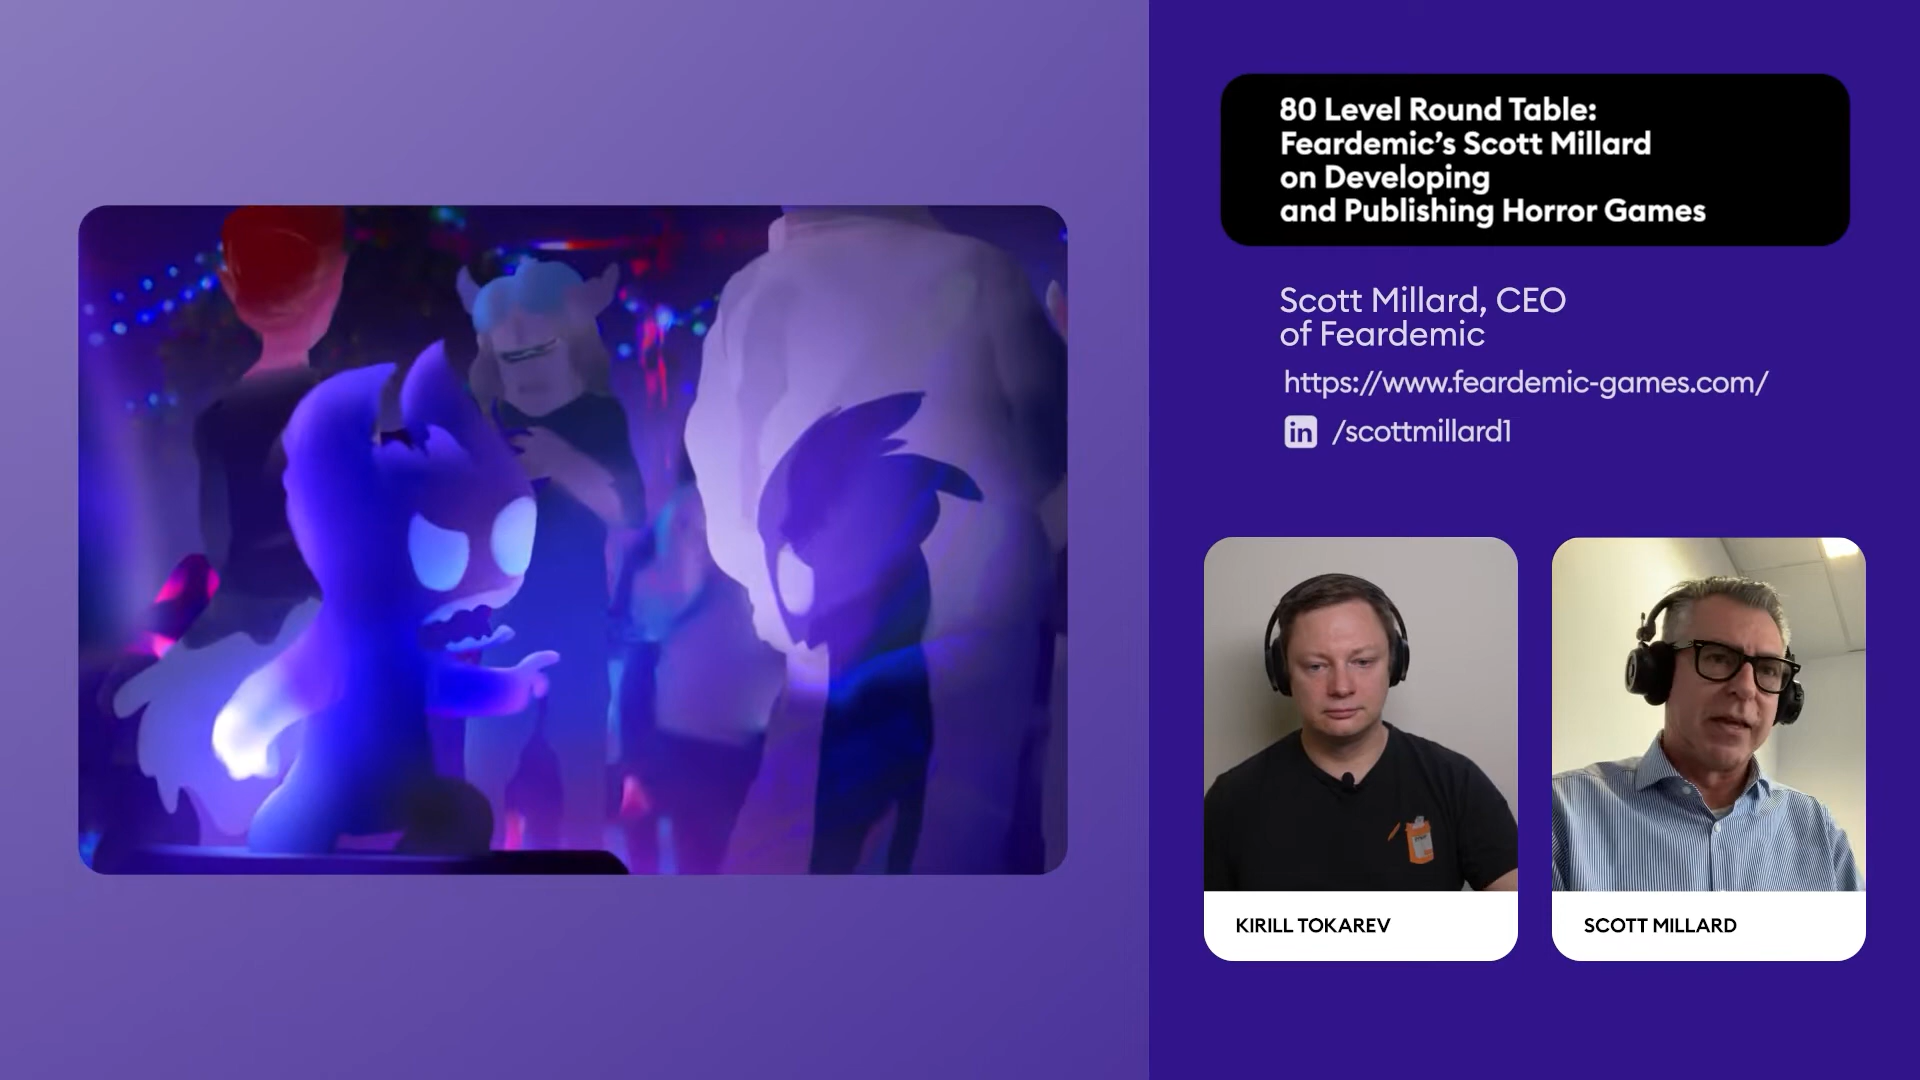 80 Level Round Table:
Feardemic’s Scott Millard
on Developing
and Publishing Horror Games
Scott Millard, CEO
of Feardemic
https://www.feardemic-games.com/
in /scottmillard1
KIRILL TOKAREV
SCOTT MILLARD